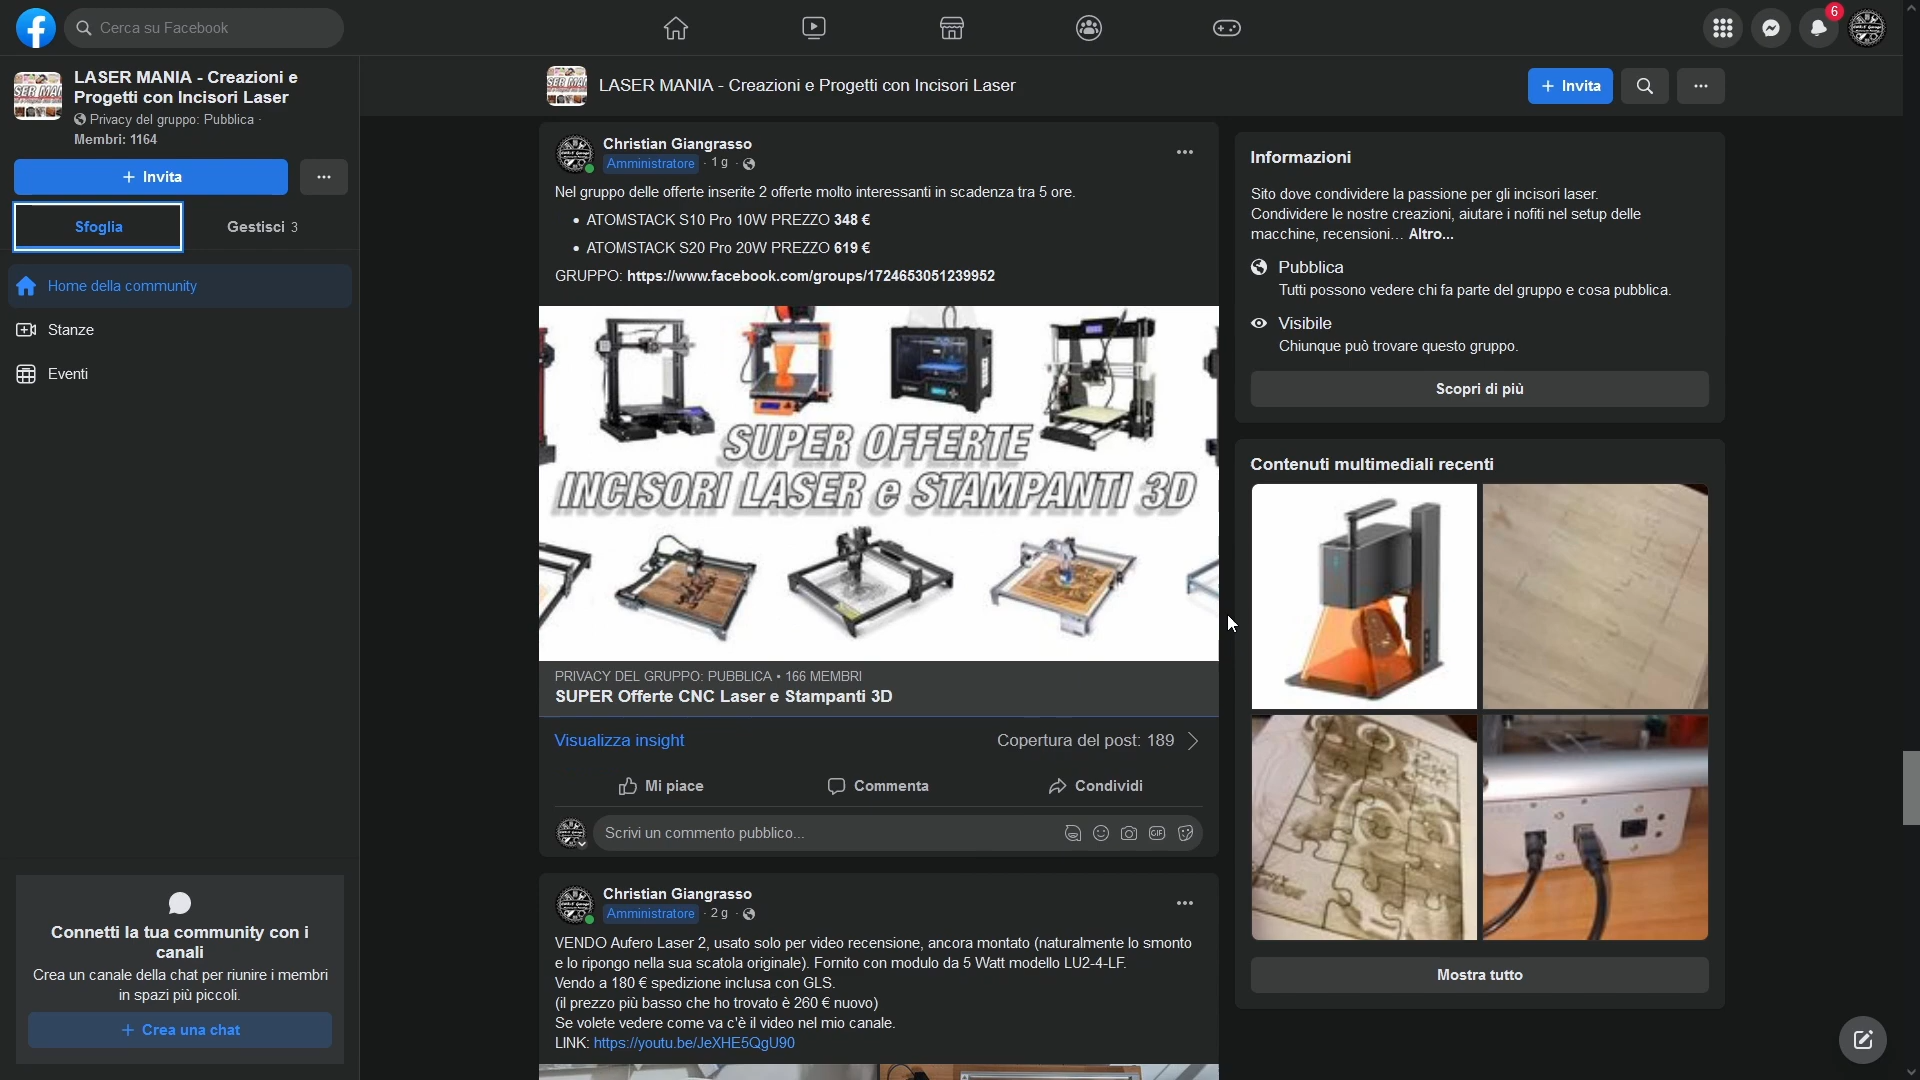 Cerca su Facebook
6
LASER MANIA - Creazioni e
Progetti con Incisori Laser
Privacy del gruppo: Pubblica ·
Membri: 1164
+ Invita
Sfoglia
Gestisci 3
Home della community
Stanze
Eventi
Connetti la tua community con i
canali
Crea un canale della chat per riunire i membri
in spazi più piccoli.
+ Crea una chat
LASER MANIA - Creazioni e Progetti con Incisori Laser
+ Invita
Christian Giangrasso
Amministratore · 1 g ·
Nel gruppo delle offerte inserite 2 offerte molto interessanti in scadenza tra 5 ore.
• ATOMSTACK S10 Pro 10W PREZZO 348 €
• ATOMSTACK S20 Pro 20W PREZZO 619 €
GRUPPO: https://www.facebook.com/groups/1724653051239952
SUPER OFFERTE
INCISORI LASER e STAMPANTI 3D
PRIVACY DEL GRUPPO: PUBBLICA • 166 MEMBRI
SUPER Offerte CNC Laser e Stampanti 3D
Visualizza insight
Copertura del post: 189
Mi piace
Commenta
Condividi
Scrivi un commento pubblico...
GIF
Christian Giangrasso
Amministratore · 2 g ·
VENDO Aufero Laser 2, usato solo per video recensione, ancora montato (naturalmente lo smonto
e lo ripongo nella sua scatola originale). Fornito con modulo da 5 Watt modello LU2-4-LF.
Vendo a 180 € spedizione inclusa con GLS.
(il prezzo più basso che ho trovato è 260 € nuovo)
Se volete vedere come va c'è il video nel mio canale.
LINK: https://youtu.be/JeXHE5QgU90
Informazioni
Sito dove condividere la passione per gli incisori laser.
Condividere le nostre creazioni, aiutare i nofiti nel setup delle
macchine, recensioni... Altro...
Pubblica
Tutti possono vedere chi fa parte del gruppo e cosa pubblica.
Visibile
Chiunque può trovare questo gruppo.
Scopri di più
Contenuti multimediali recenti
Mostra tutto